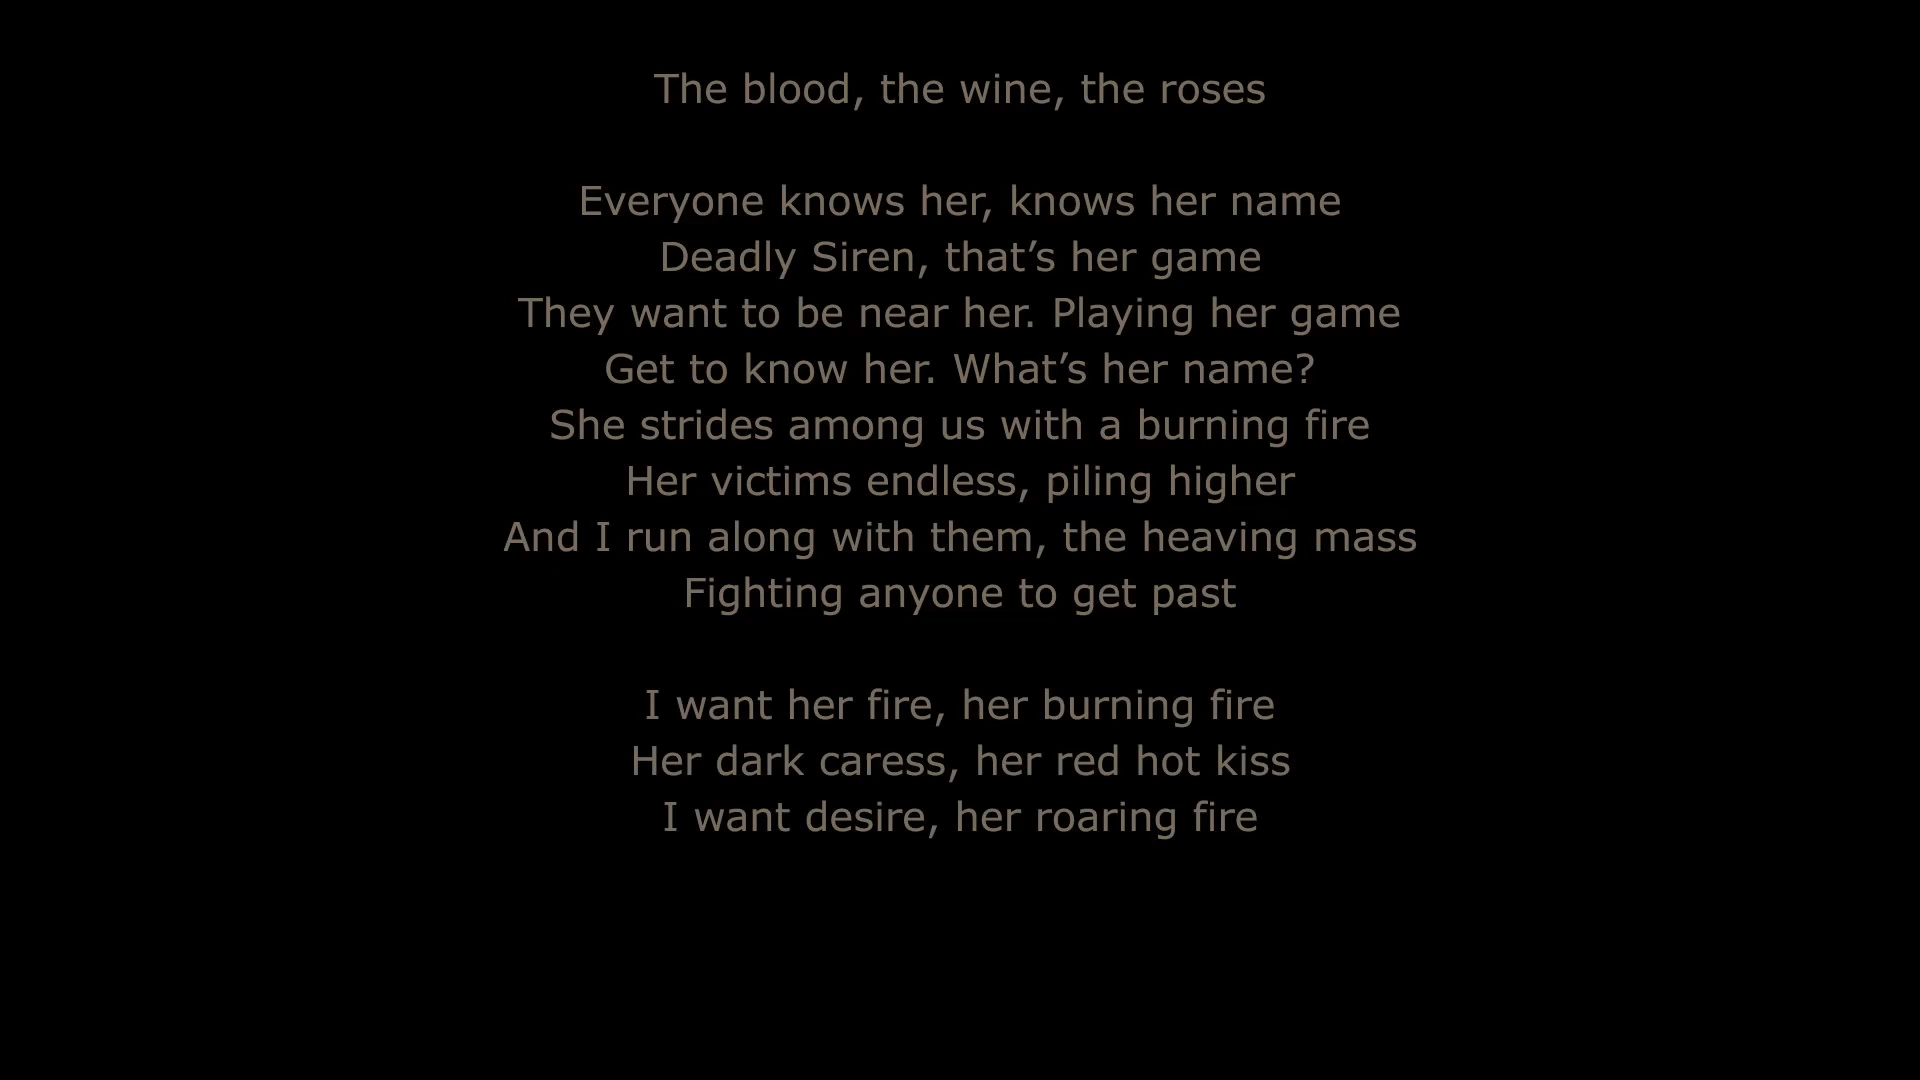 The blood, the wine, the roses
Everyone knows her, knows her name
Deadly Siren, that’s her game
They want to be near her. Playing her game
Get to know her. What’s her name?
She strides among us with a burning fire
Her victims endless, piling higher
And I run along with them, the heaving mass
Fighting anyone to get past
I want her fire, her burning fire
Her dark caress, her red hot kiss
I want desire, her roaring fire